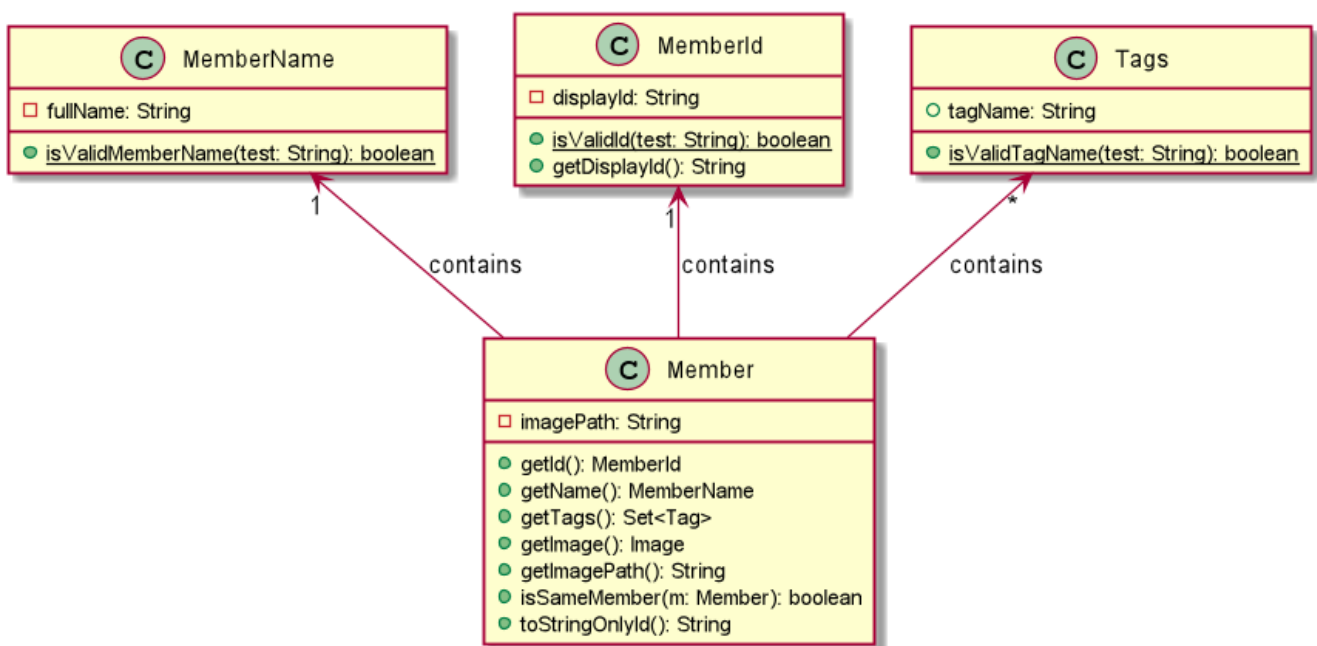 C MemberName
fullName: String
isValidMemberName(test: String): boolean
C MemberId
displayId: String
isValidId(test: String): boolean
getDisplayId(): String
C Tags
tagName: String
isValidTagName(test: String): boolean
1
1
*
contains
contains
contains
C Member
imagePath: String
getId(): MemberId
getName(): MemberName
getTags(): Set<Tag>
getImage(): Image
getImagePath(): String
isSameMember(m: Member): boolean
toStringOnlyId(): String